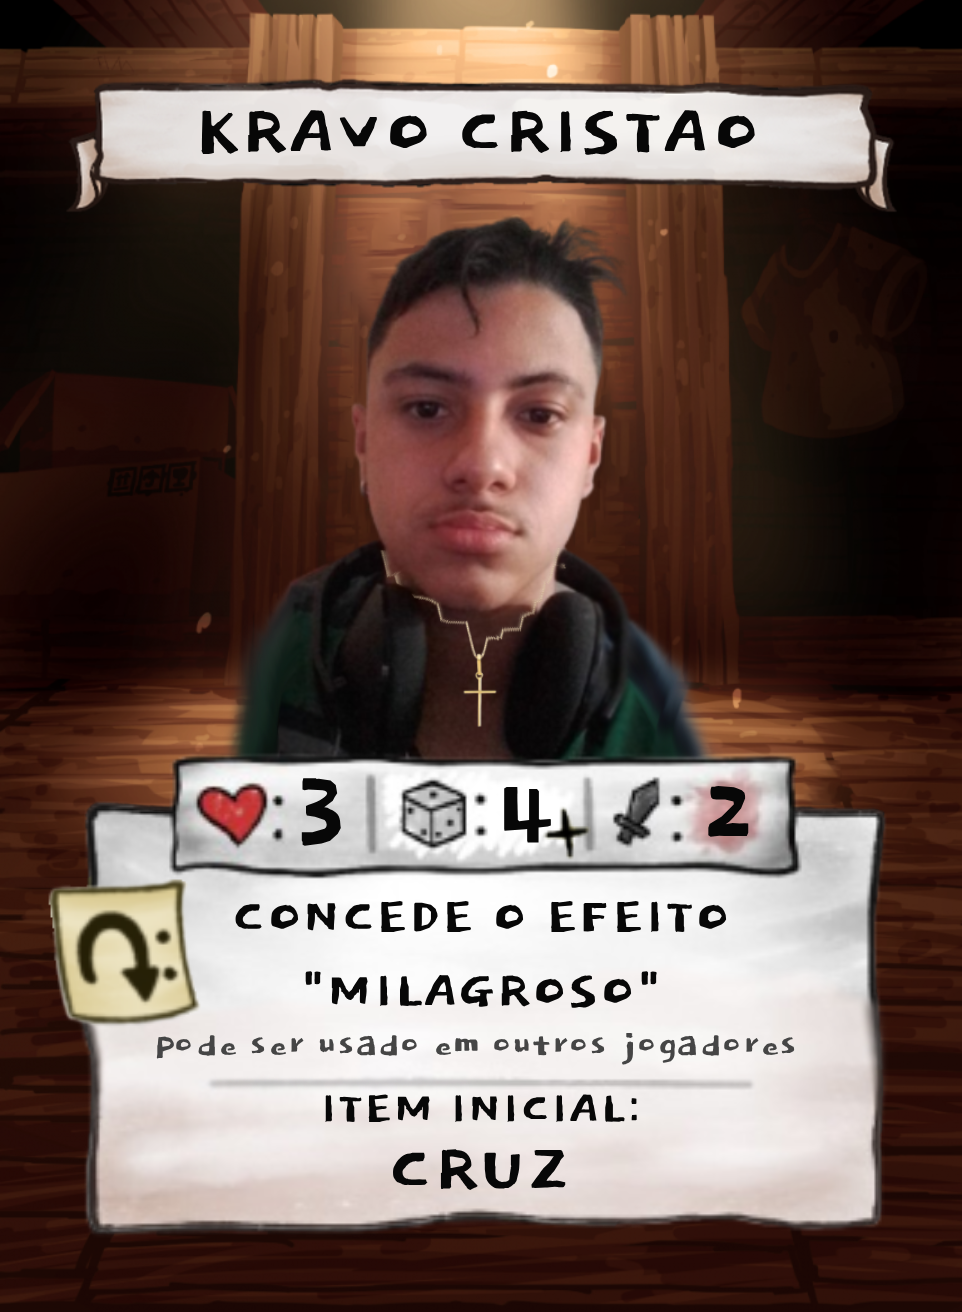 KRAVO CRISTAO
: 3 : 4+ : 2
CONCEDE O EFEITO
"MILAGROSO"
Pode ser usado em outros jogadores
ITEM INICIAL:
CRUZ